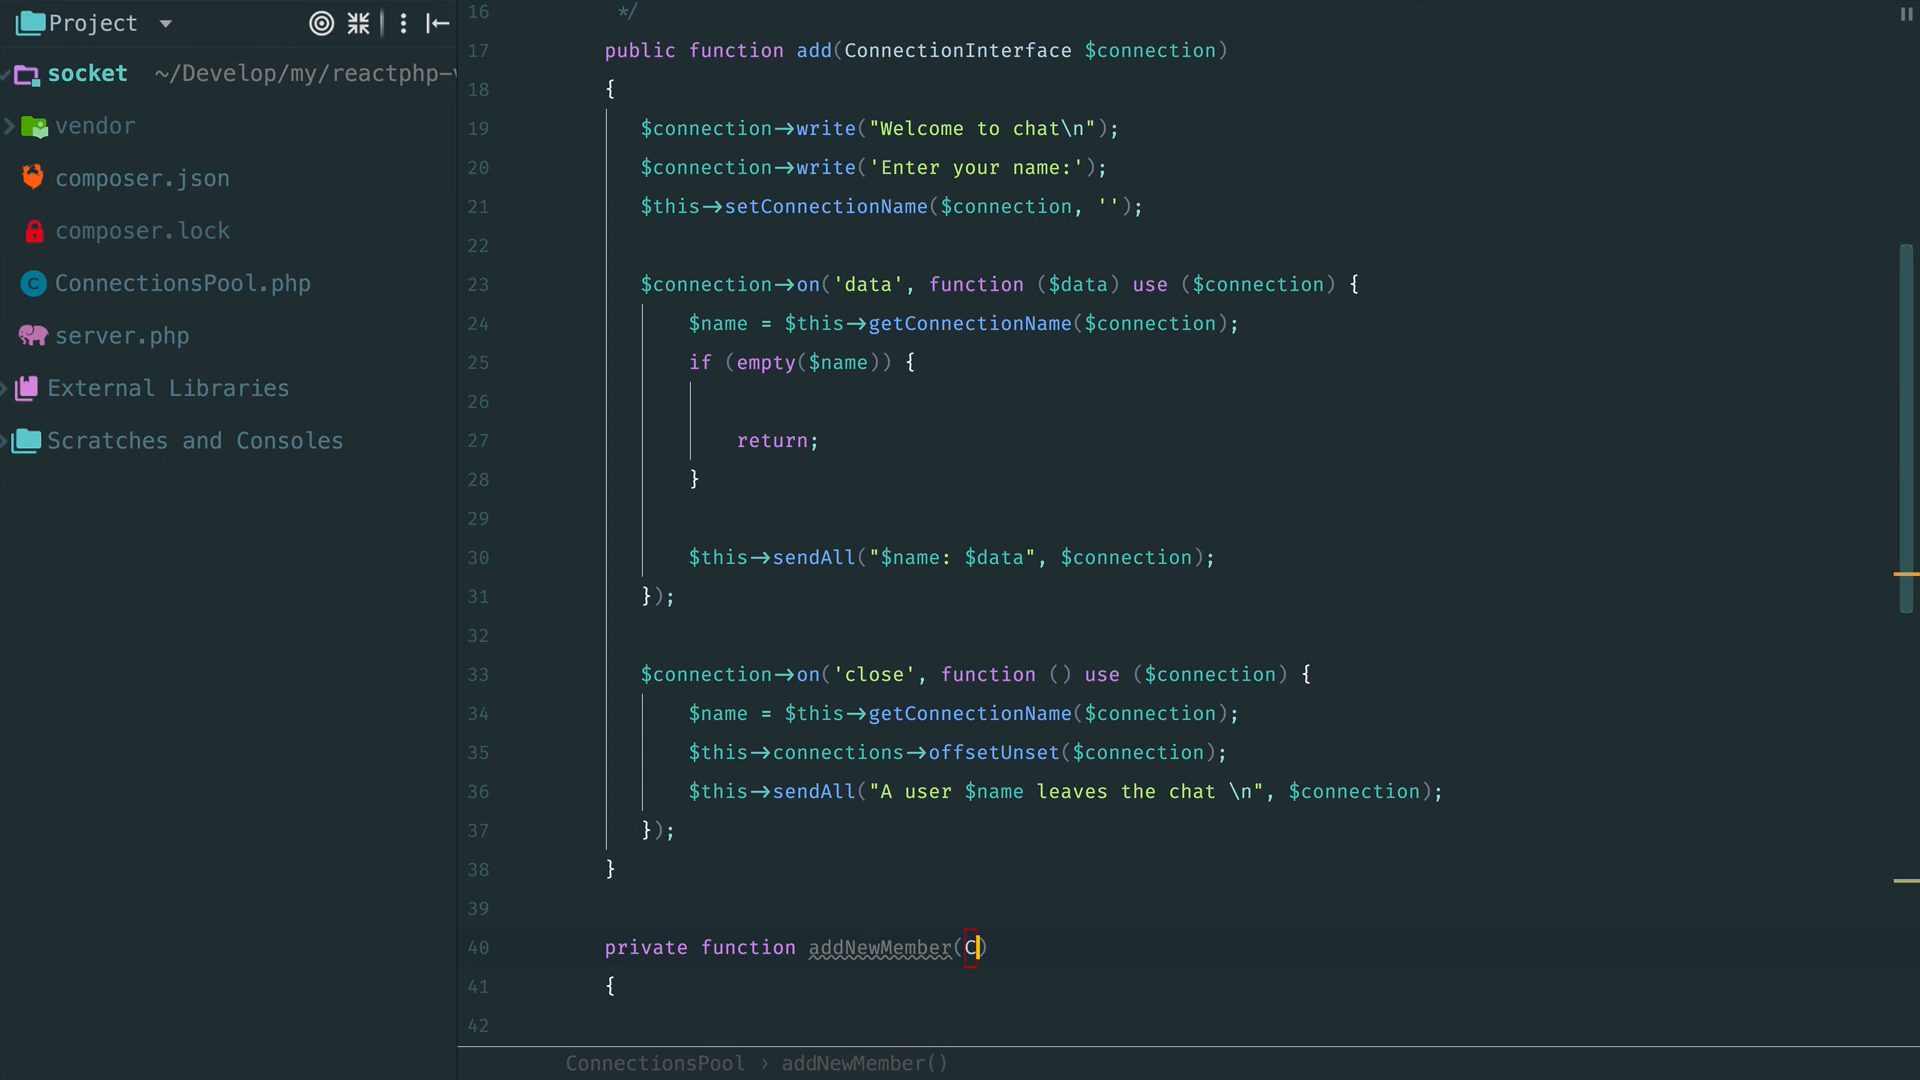 Project
socket ~/Develop/my/reactphp-
vendor
composer.json
composer.lock
ConnectionsPool.php
server.php
External Libraries
Scratches and Consoles
16 */
17 public function add(ConnectionInterface $connection)
18 {
19 $connection->write("Welcome to chat\n");
20 $connection->write('Enter your name:');
21 $this->setConnectionName($connection, '');
22
23 $connection->on('data', function ($data) use ($connection) {
24 $name = $this->getConnectionName($connection);
25 if (empty($name)) {
26
27 return;
28 }
29
30 $this->sendAll("$name: $data", $connection);
31 });
32
33 $connection->on('close', function () use ($connection) {
34 $name = $this->getConnectionName($connection);
35 $this->connections->offsetUnset($connection);
36 $this->sendAll("A user $name leaves the chat \n", $connection);
37 });
38 }
39
40 private function addNewMember(C)
41 {
42
ConnectionsPool › addNewMember()